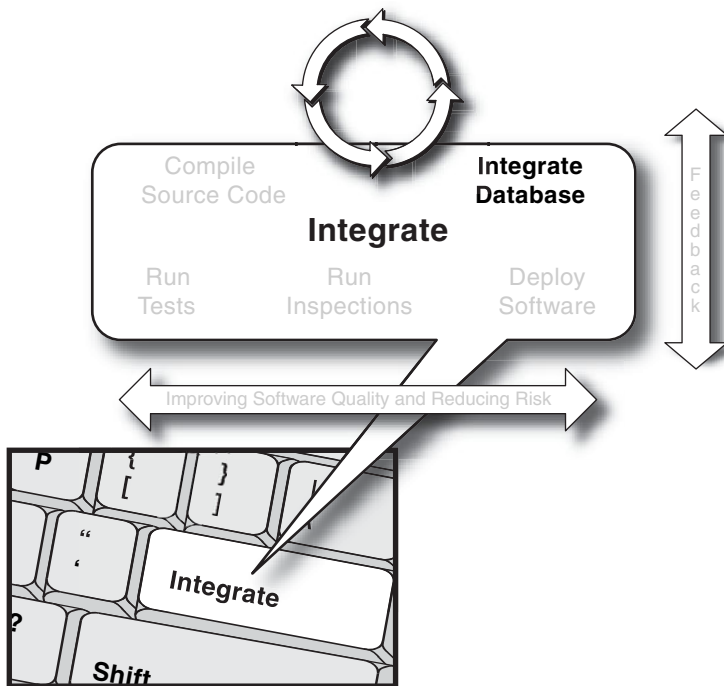 Compile
Source Code
Integrate
Database
Integrate
Run
Tests
Run
Inspections
Deploy
Software
Feedback
Improving Software Quality and Reducing Risk
P
{
[
}
]
“
‘
Integrate
?
Shift